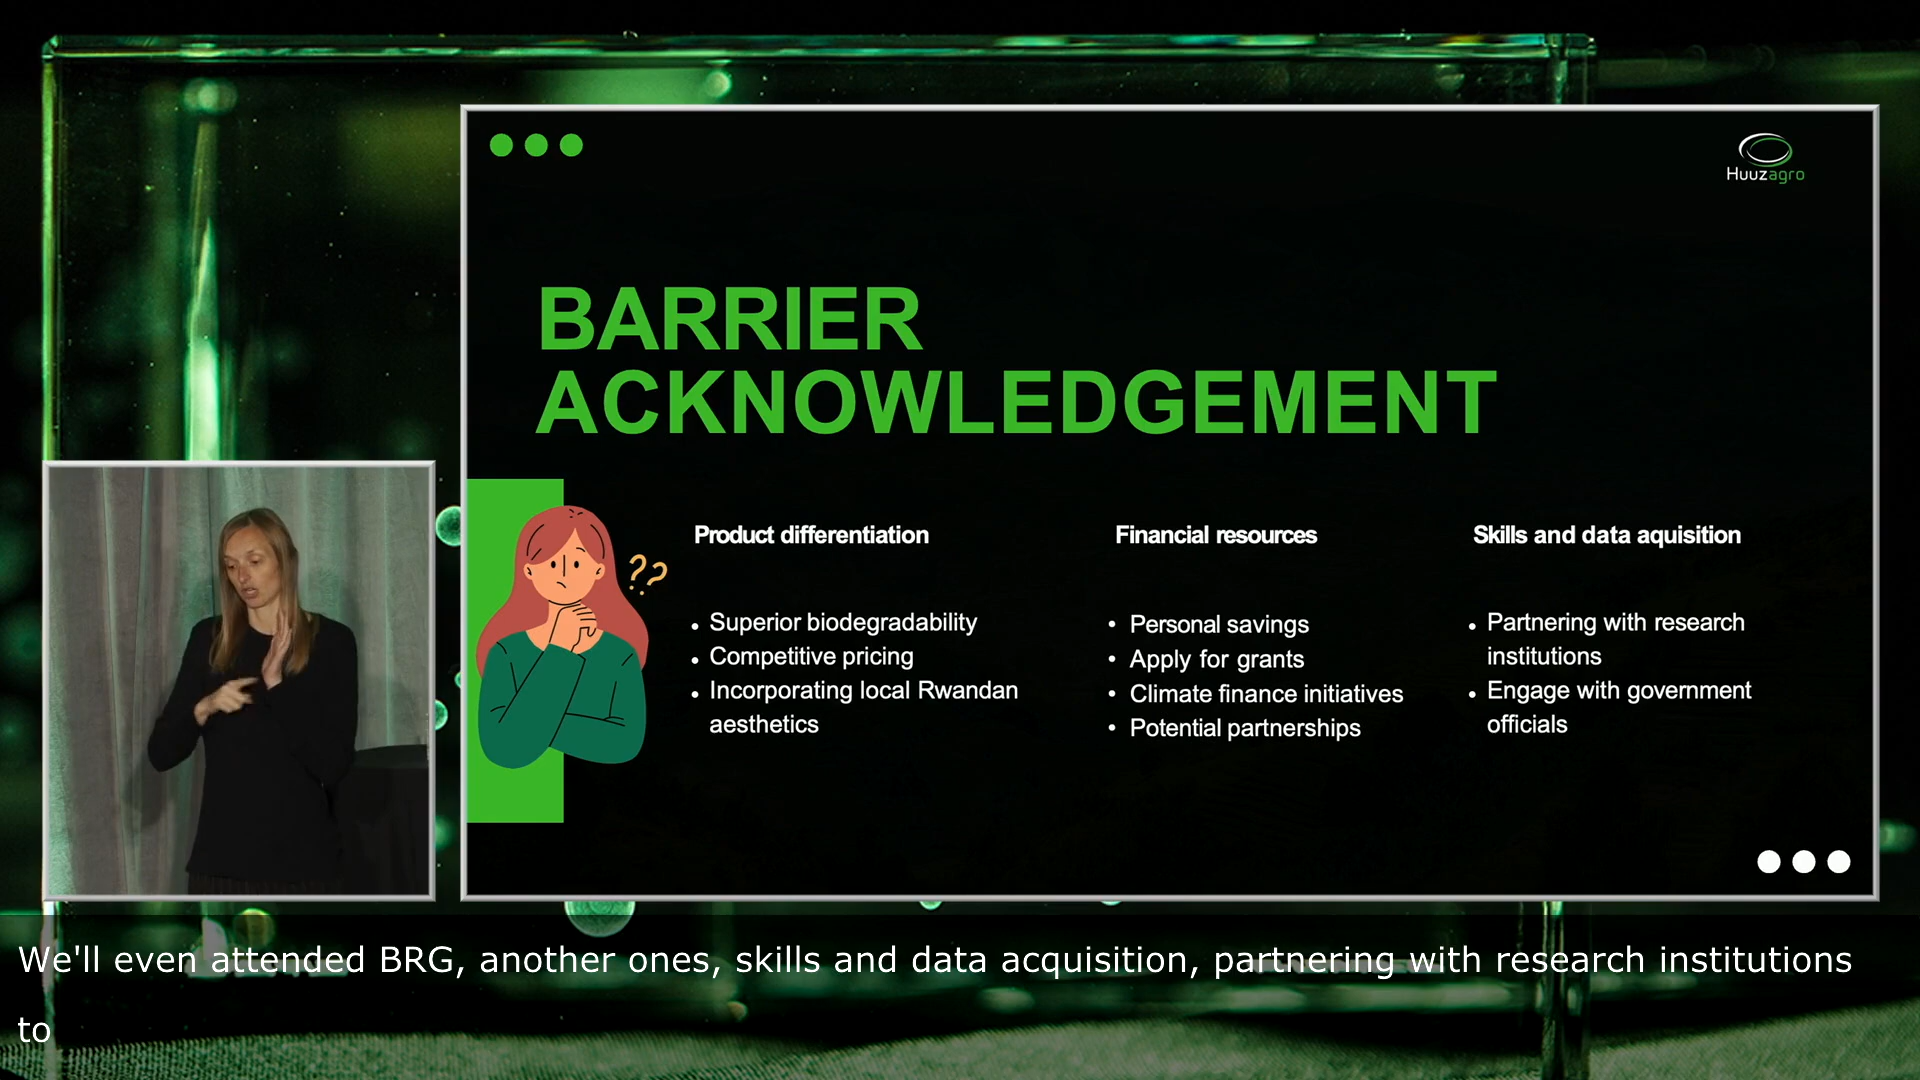 Huuzagro
BARRIER
ACKNOWLEDGEMENT
??
Product differentiation
• Superior biodegradability
• Competitive pricing
• Incorporating local Rwandan
aesthetics
Financial resources
• Personal savings
• Apply for grants
• Climate finance initiatives
• Potential partnerships
Skills and data aquisition
• Partnering with research
institutions
• Engage with government
officials
We'll even attended BRG, another ones, skills and data acquisition, partnering with research institutions
to